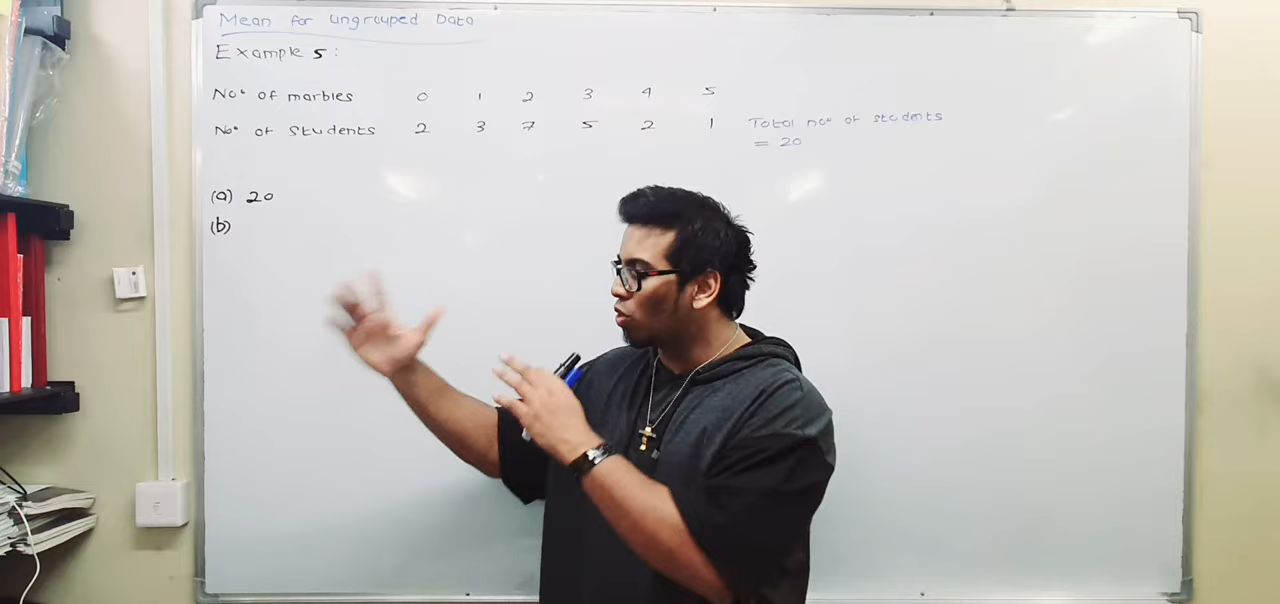 Mean for Ungrouped Data
Example 5:
No. of marbles 0 1 2 3 4 5
No. of Students 2 3 7 5 2 1 Total no. of students
= 20
(a) 20
(b)